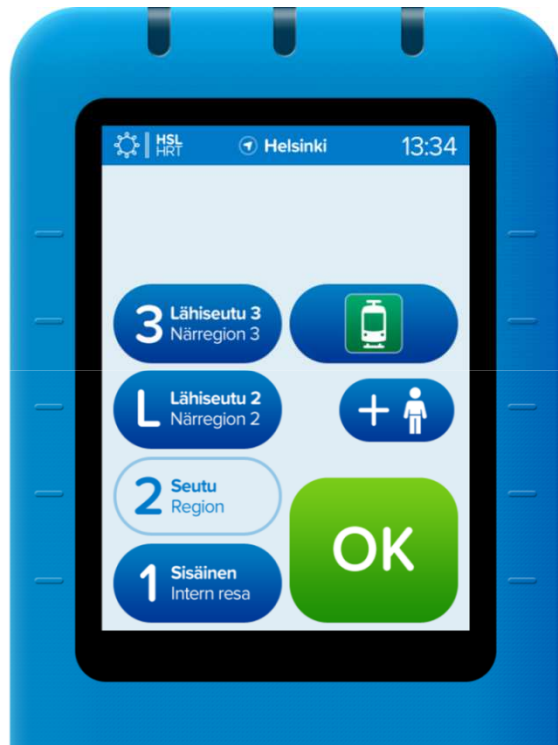 HSL
HRT
Helsinki
13:34
3 Lähiseutu 3
Närregion 3
L Lähiseutu 2
Närregion 2
+
2 Seutu
Region
1 Sisäinen
Intern resa
OK